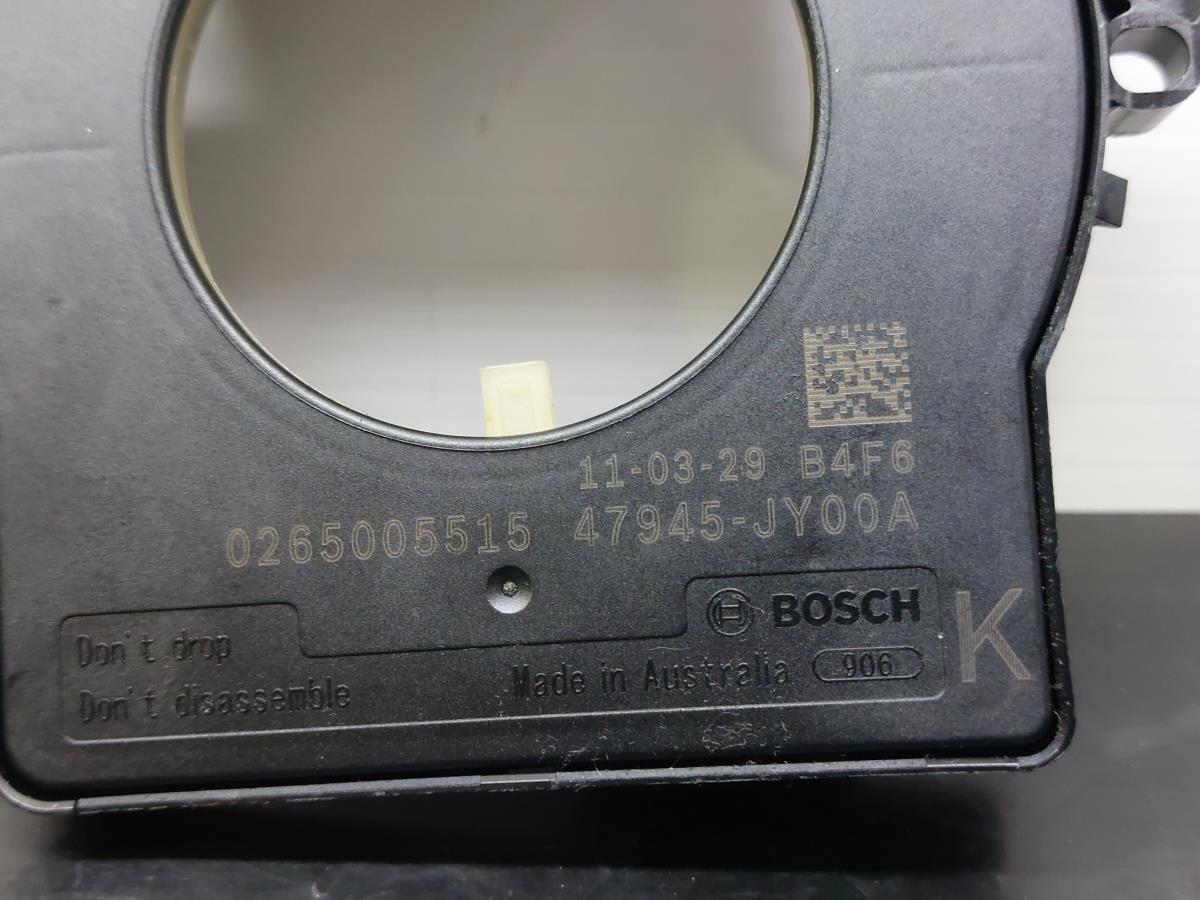 11-03-29 B4F6
0265005515 47945-JY00A
BOSCH
K
Don't drop
Made in Australia 906
Don't disassemble